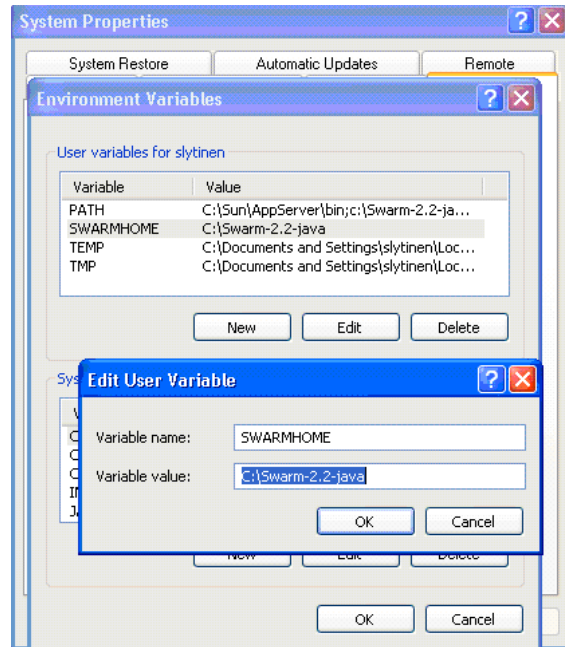 System Properties
System Restore Automatic Updates Remote
Environment Variables
User variables for slytinen
Variable Value
PATH C:\Sun\AppServer\bin;c:\Swarm-2.2-ja...
SWARMHOME C:\Swarm-2.2-java
TEMP C:\Documents and Settings\slytinen\Loc...
TMP C:\Documents and Settings\slytinen\Loc...
New Edit Delete
Edit User Variable
Variable name: SWARMHOME
Variable value: C:\Swarm-2.2-java
OK Cancel
OK Cancel